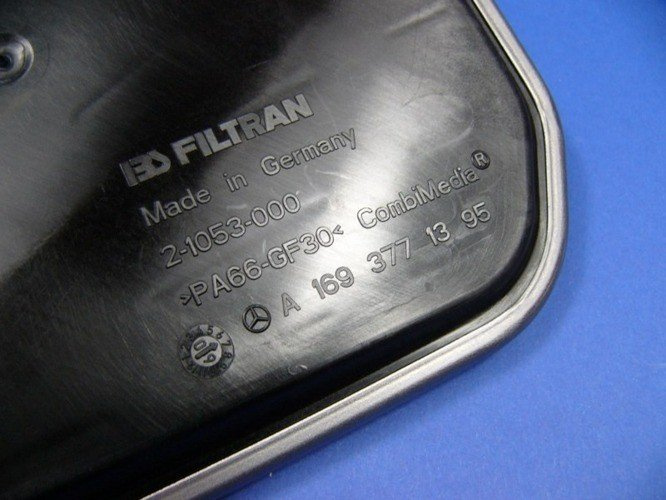 FILTRAN
Made in Germany
2-1053-000
>PA66-GF30< CombiMedia®
A 169 377 13 95